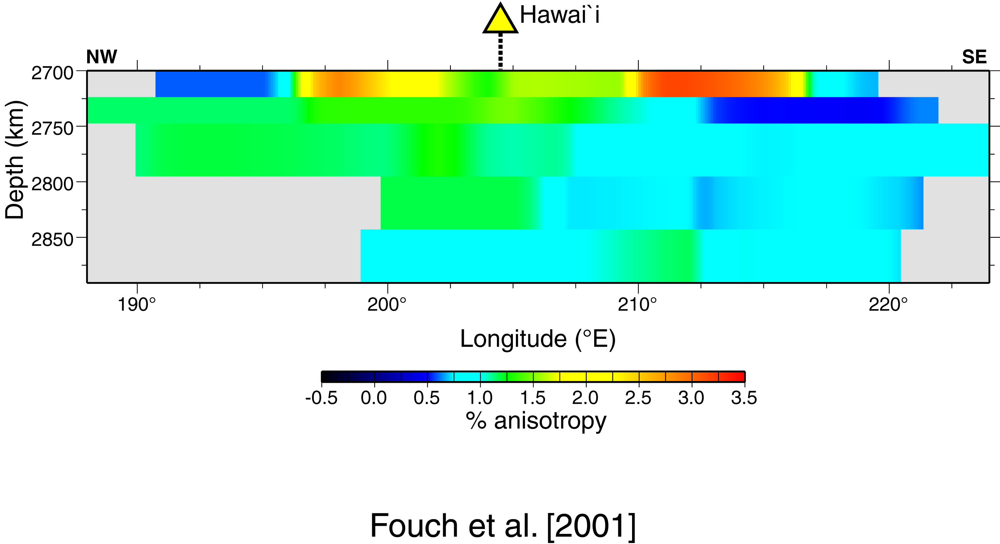 Hawai`i
NW
SE
2700
2750
2800
2850
Depth (km)
190° 200° 210° 220°
Longitude (°E)
-0.5 0.0 0.5 1.0 1.5 2.0 2.5 3.0 3.5
% anisotropy
Fouch et al. [2001]